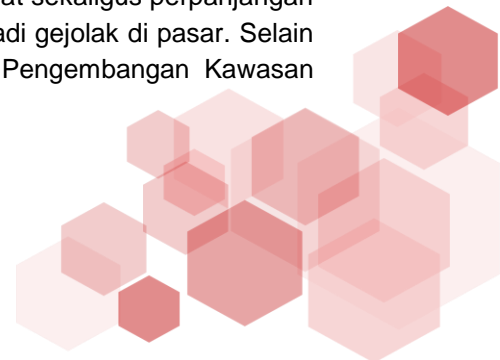 at sekaligus perpanjangan
adi gejolak di pasar. Selain
Pengembangan Kawasan